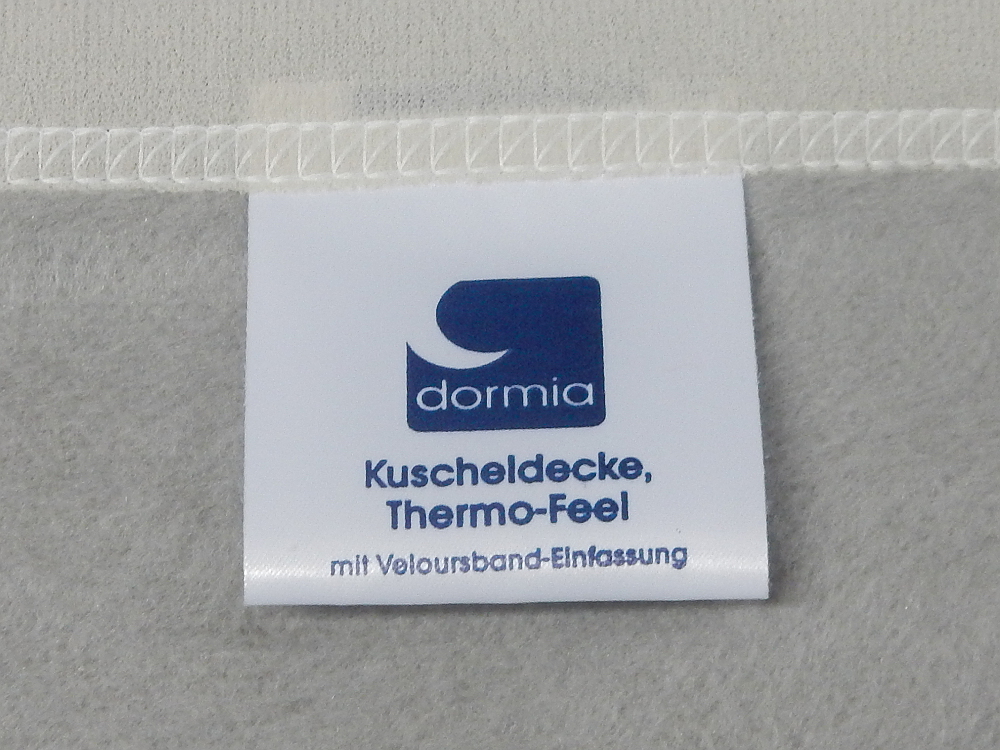 dormia
Kuscheldecke,
Thermo-Feel
mit Veloursband-Einfassung